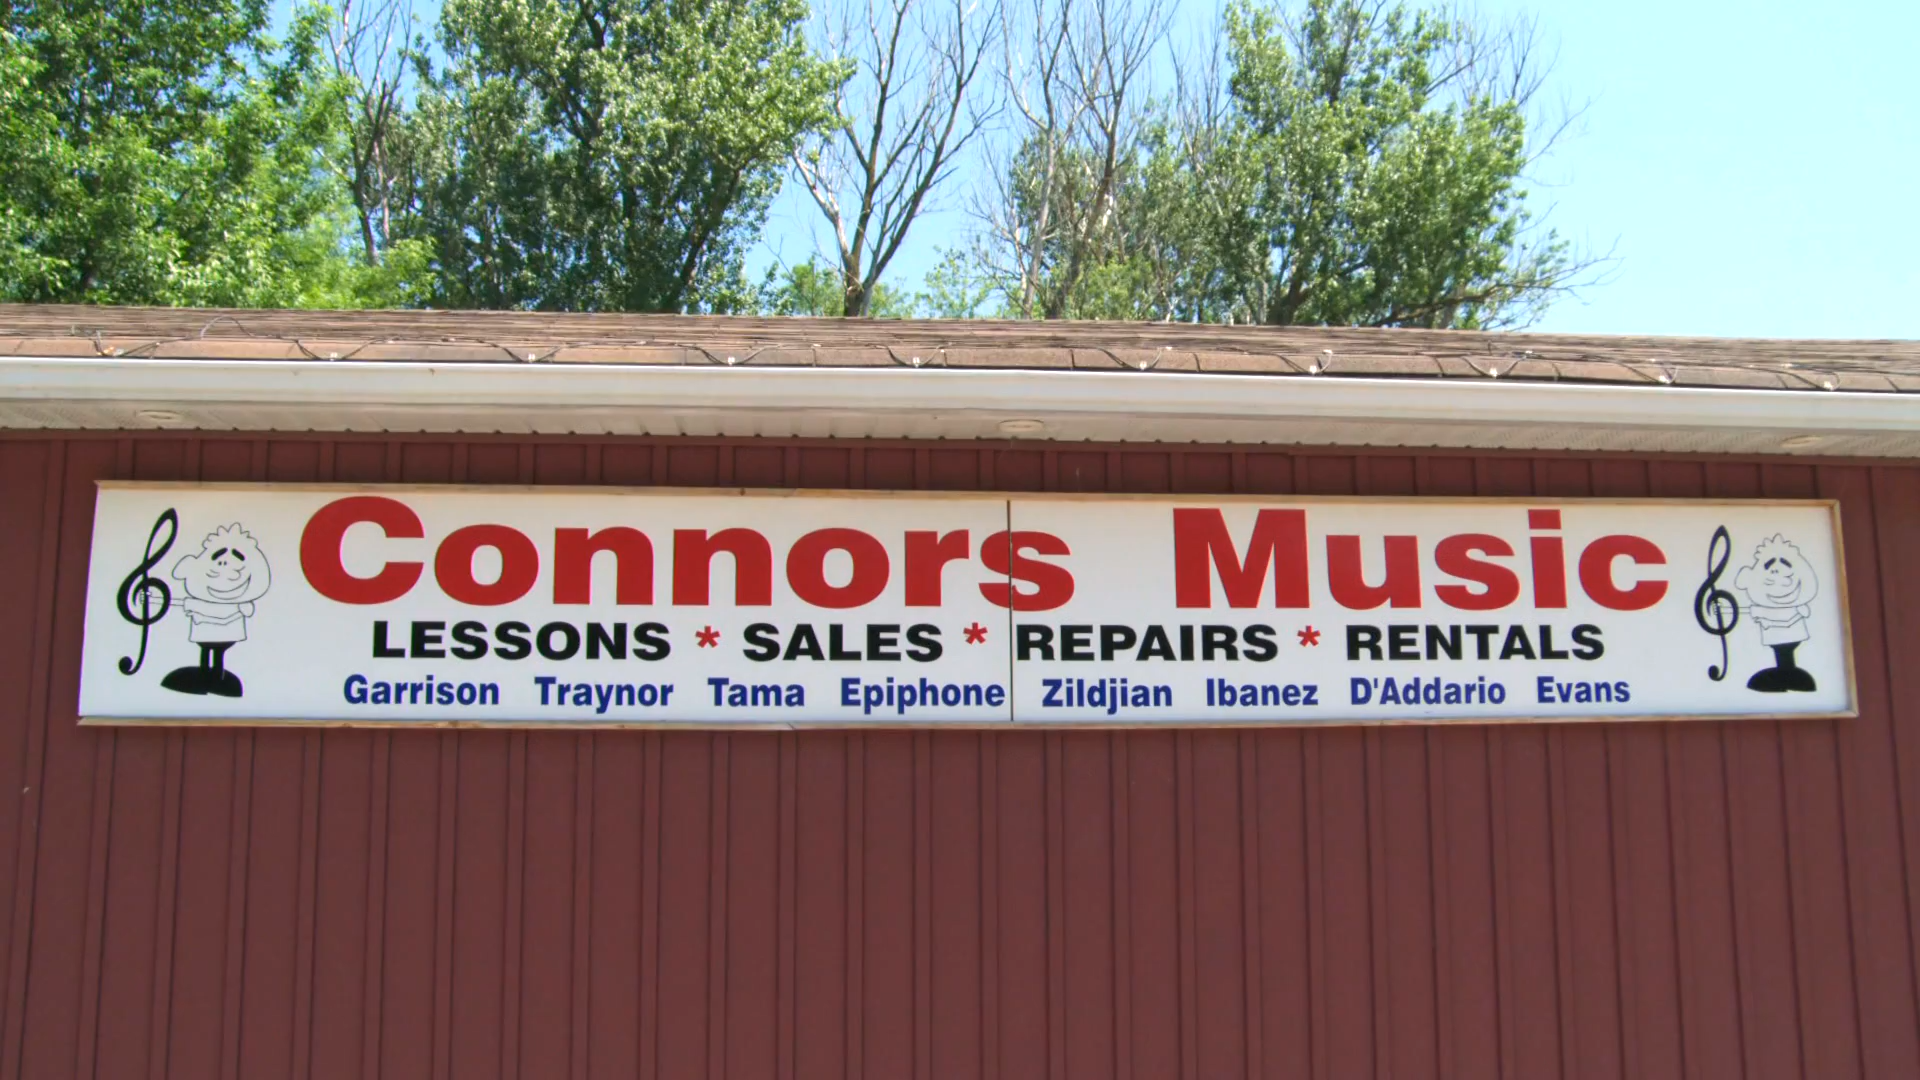 Connors Music
LESSONS * SALES * REPAIRS * RENTALS
Garrison Traynor Tama Epiphone Zildjian Ibanez D'Addario Evans